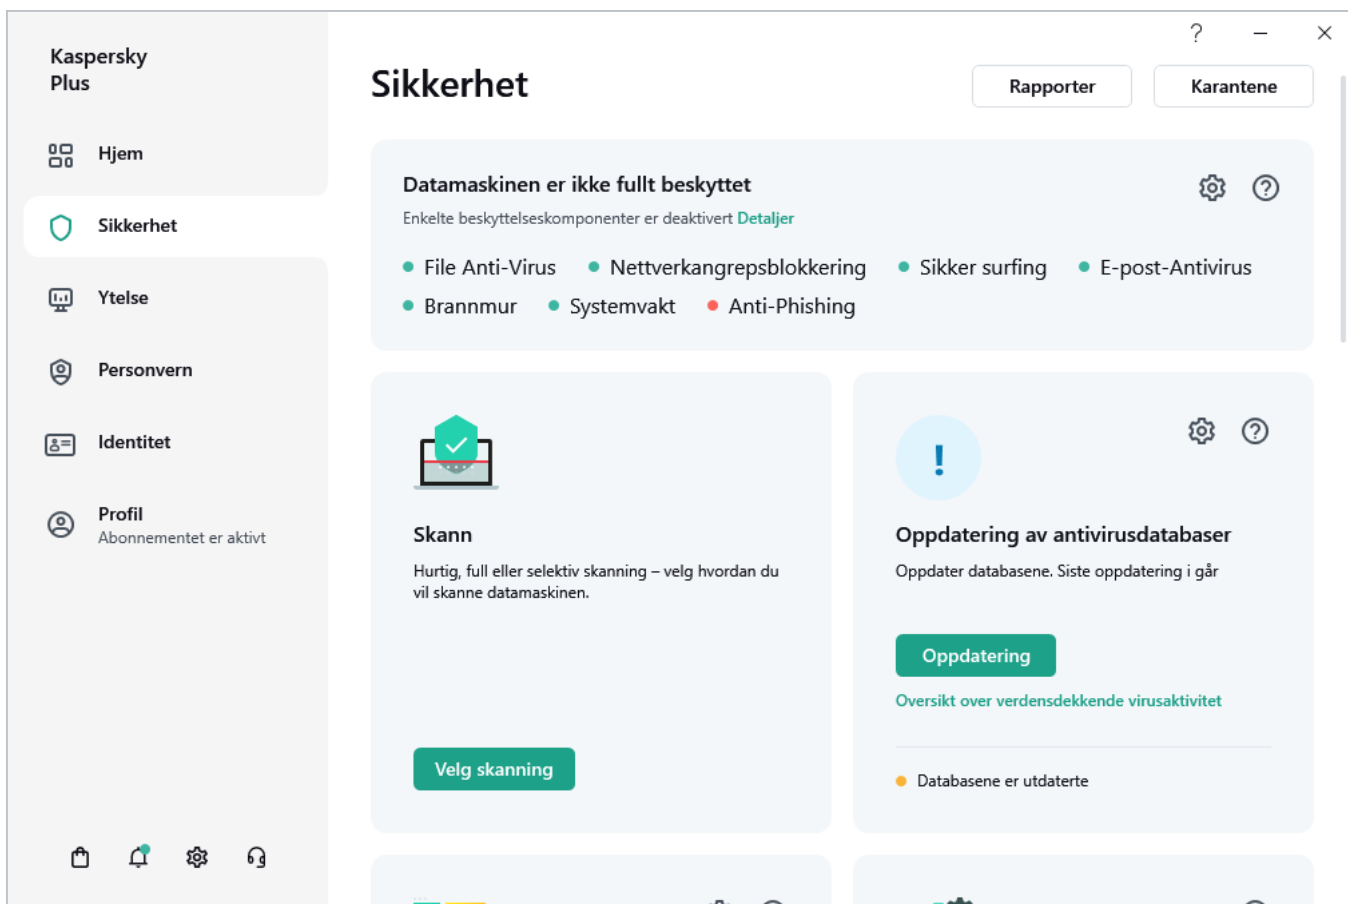 Kaspersky
Plus
Hjem
Sikkerhet
Ytelse
Personvern
Identitet
Profil
Abonnementet er aktivt
Sikkerhet
Rapporter
Karantene
Datamaskinen er ikke fullt beskyttet
Enkelte beskyttelseskomponenter er deaktivert Detaljer
File Anti-Virus Nettverkangrepsblokkering Sikker surfing E-post-Antivirus
Brannmur Systemvakt Anti-Phishing
Skann
Hurtig, full eller selektiv skanning – velg hvordan du
vil skanne datamaskinen.
Velg skanning
Oppdatering av antivirusdatabaser
Oppdater databasene. Siste oppdatering i går
Oppdatering
Oversikt over verdensdekkende virusaktivitet
Databasene er utdaterte